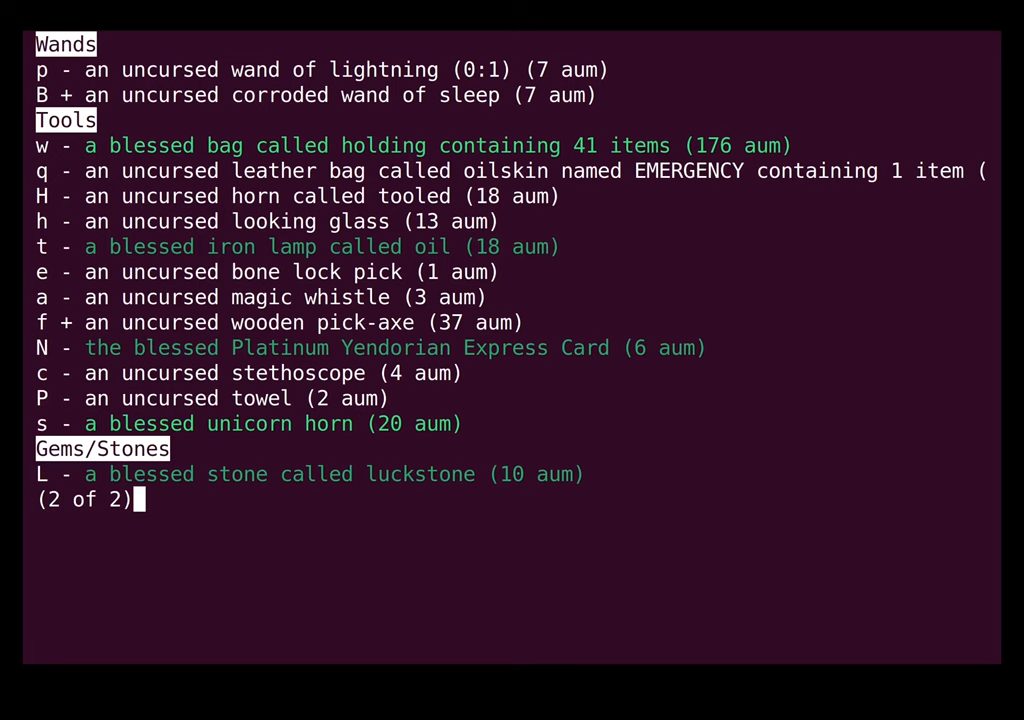 Wands
p - an uncursed wand of lightning (0:1) (7 aum)
B + an uncursed corroded wand of sleep (7 aum)
Tools
w - a blessed bag called holding containing 41 items (176 aum)
q - an uncursed leather bag called oilskin named EMERGENCY containing 1 item (
H - an uncursed horn called tooled (18 aum)
h - an uncursed looking glass (13 aum)
t - a blessed iron lamp called oil (18 aum)
e - an uncursed bone lock pick (1 aum)
a - an uncursed magic whistle (3 aum)
f + an uncursed wooden pick-axe (37 aum)
N - the blessed Platinum Yendorian Express Card (6 aum)
c - an uncursed stethoscope (4 aum)
P - an uncursed towel (2 aum)
s - a blessed unicorn horn (20 aum)
Gems/Stones
L - a blessed stone called luckstone (10 aum)
(2 of 2)